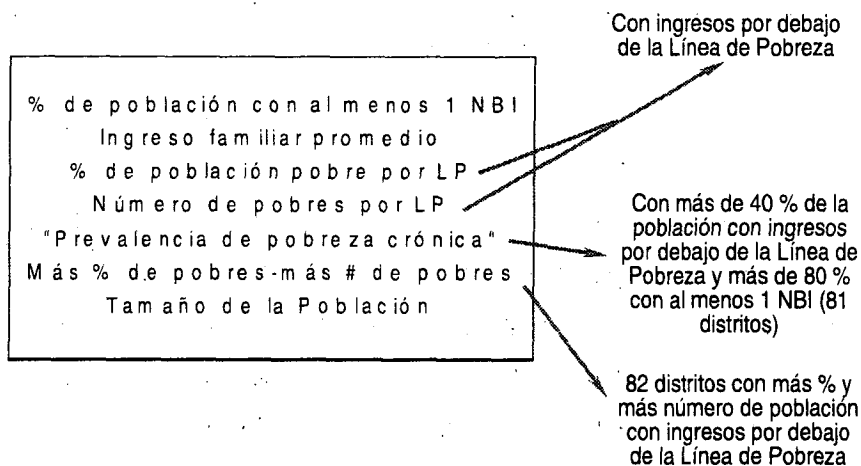 Con ingresos por debajo
de la Línea de Pobreza
% de población con al menos 1 NBI
Ingreso familiar promedio
% de población pobre por LP
Número de pobres por LP
"Prevalencia de pobreza crónica"
Más % de pobres-más # de pobres
Tamaño de la Población
Con más de 40 % de la
población con ingresos
por debajo de la Línea de
Pobreza y más de 80 %
con al menos 1 NBI (81
distritos)
82 distritos con más % y
más número de población
con ingresos por debajo
de la Línea de Pobreza